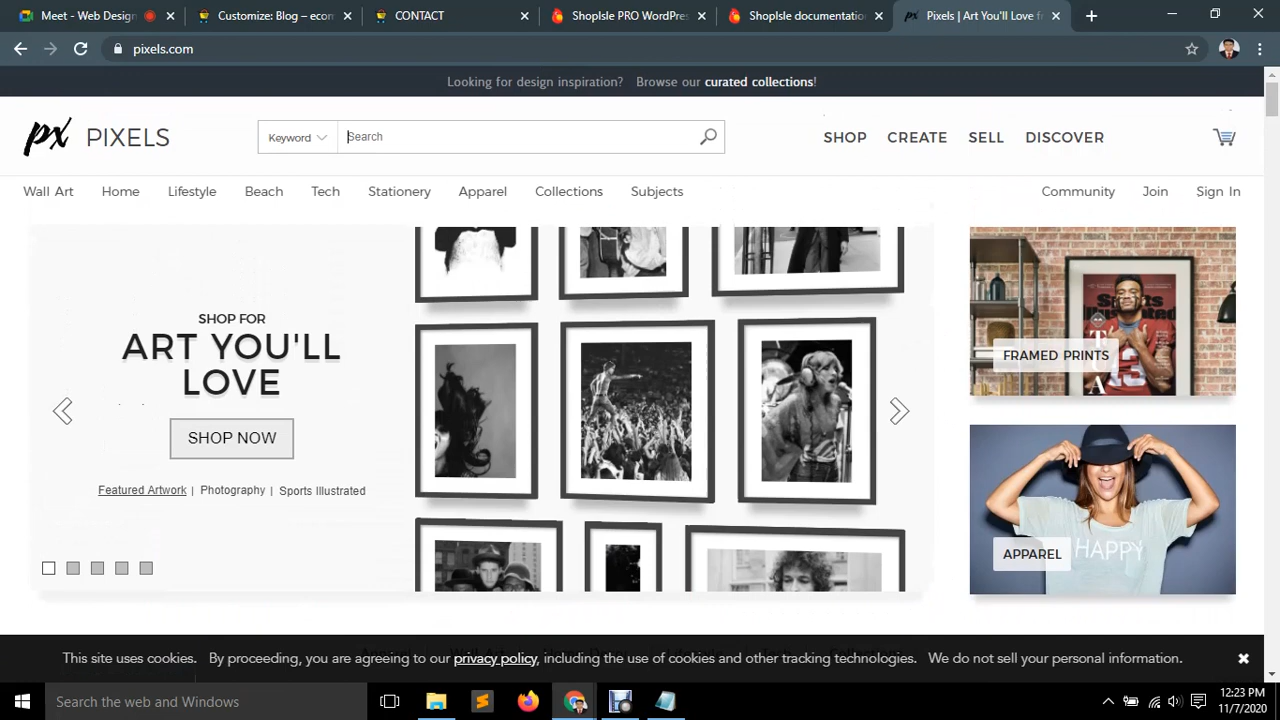 Meet - Web Design
Customize: Blog – ecom
CONTACT
ShopIsle PRO WordPres
ShopIsle documentatio
Pixels | Art You'll Love f
pixels.com
Looking for design inspiration? Browse our curated collections!
px PIXELS
Keyword
Search
SHOP CREATE SELL DISCOVER
Wall Art Home Lifestyle Beach Tech Stationery Apparel Collections Subjects
Community Join Sign In
SHOP FOR
ART YOU'LL
LOVE
SHOP NOW
Featured Artwork | Photography | Sports Illustrated
Sports Illustrated
FRAMED PRINTS
HAPPY
APPAREL
This site uses cookies. By proceeding, you are agreeing to our privacy policy, including the use of cookies and other tracking technologies. We do not sell your personal information.
Search the web and Windows
12:23 PM
11/7/2020